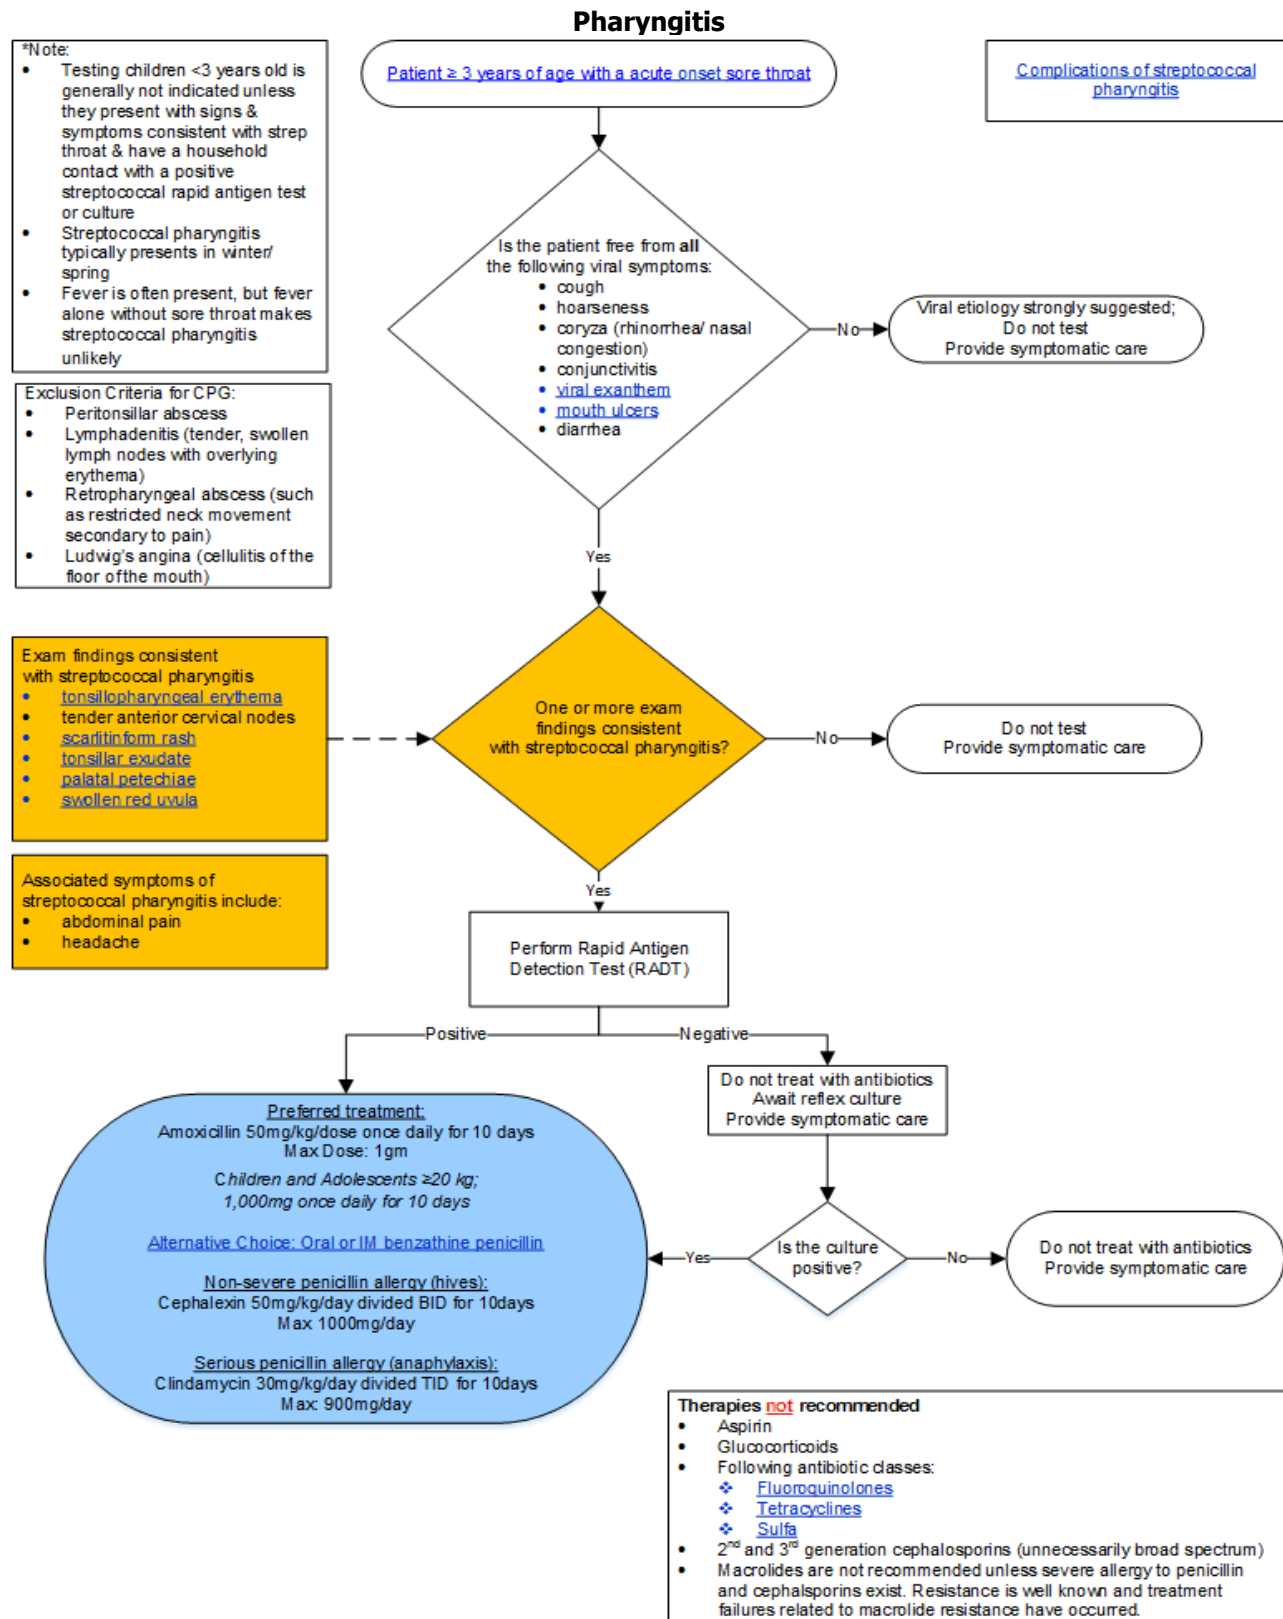 Pharyngitis
*Note:
• Testing children <3 years old is
generally not indicated unless
they present with signs &
symptoms consistent with strep
throat & have a household
contact with a positive
streptococcal rapid antigen test
or culture
• Streptococcal pharyngitis
typically presents in winter/
spring
• Fever is often present, but fever
alone without sore throat makes
streptococcal pharyngitis
unlikely
Patient ≥ 3 years of age with a acute onset sore throat
Complications of streptococcal
pharyngitis
Is the patient free from all
the following viral symptoms:
• cough
• hoarseness
• coryza (rhinorrhea/ nasal
congestion)
• conjunctivitis
• viral exanthem
• mouth ulcers
• diarrhea
No
Viral etiology strongly suggested;
Do not test
Provide symptomatic care
Exclusion Criteria for CPG:
• Peritonsillar abscess
• Lymphadenitis (tender, swollen
lymph nodes with overlying
erythema)
• Retropharyngeal abscess (such
as restricted neck movement
secondary to pain)
• Ludwig's angina (cellulitis of the
floor of the mouth)
Yes
Exam findings consistent
with streptococcal pharyngitis
• tonsillopharyngeal erythema
• tender anterior cervical nodes
• scarlitinform rash
• tonsillar exudate
• palatal petechiae
• swollen red uvula
One or more exam
findings consistent
with streptococcal pharyngitis?
No
Do not test
Provide symptomatic care
Associated symptoms of
streptococcal pharyngitis include:
• abdominal pain
• headache
Yes
Perform Rapid Antigen
Detection Test (RADT)
Positive
Negative
Do not treat with antibiotics
Await reflex culture
Provide symptomatic care
Preferred treatment:
Amoxicillin 50mg/kg/dose once daily for 10 days
Max Dose: 1gm
Children and Adolescents ≥20 kg;
1,000mg once daily for 10 days
Alternative Choice: Oral or IM benzathine penicillin
Non-severe penicillin allergy (hives):
Cephalexin 50mg/kg/day divided BID for 10days
Max 1000mg/day
Serious penicillin allergy (anaphylaxis):
Clindamycin 30mg/kg/day divided TID for 10days
Max: 900mg/day
Yes
Is the culture
positive?
No
Do not treat with antibiotics
Provide symptomatic care
Therapies not recommended
• Aspirin
• Glucocorticoids
• Following antibiotic classes:
❖ Fluoroquinolones
❖ Tetracyclines
❖ Sulfa
• 2nd and 3rd generation cephalosporins (unnecessarily broad spectrum)
• Macrolides are not recommended unless severe allergy to penicillin
and cephalsporins exist. Resistance is well known and treatment
failures related to macrolide resistance have occurred.